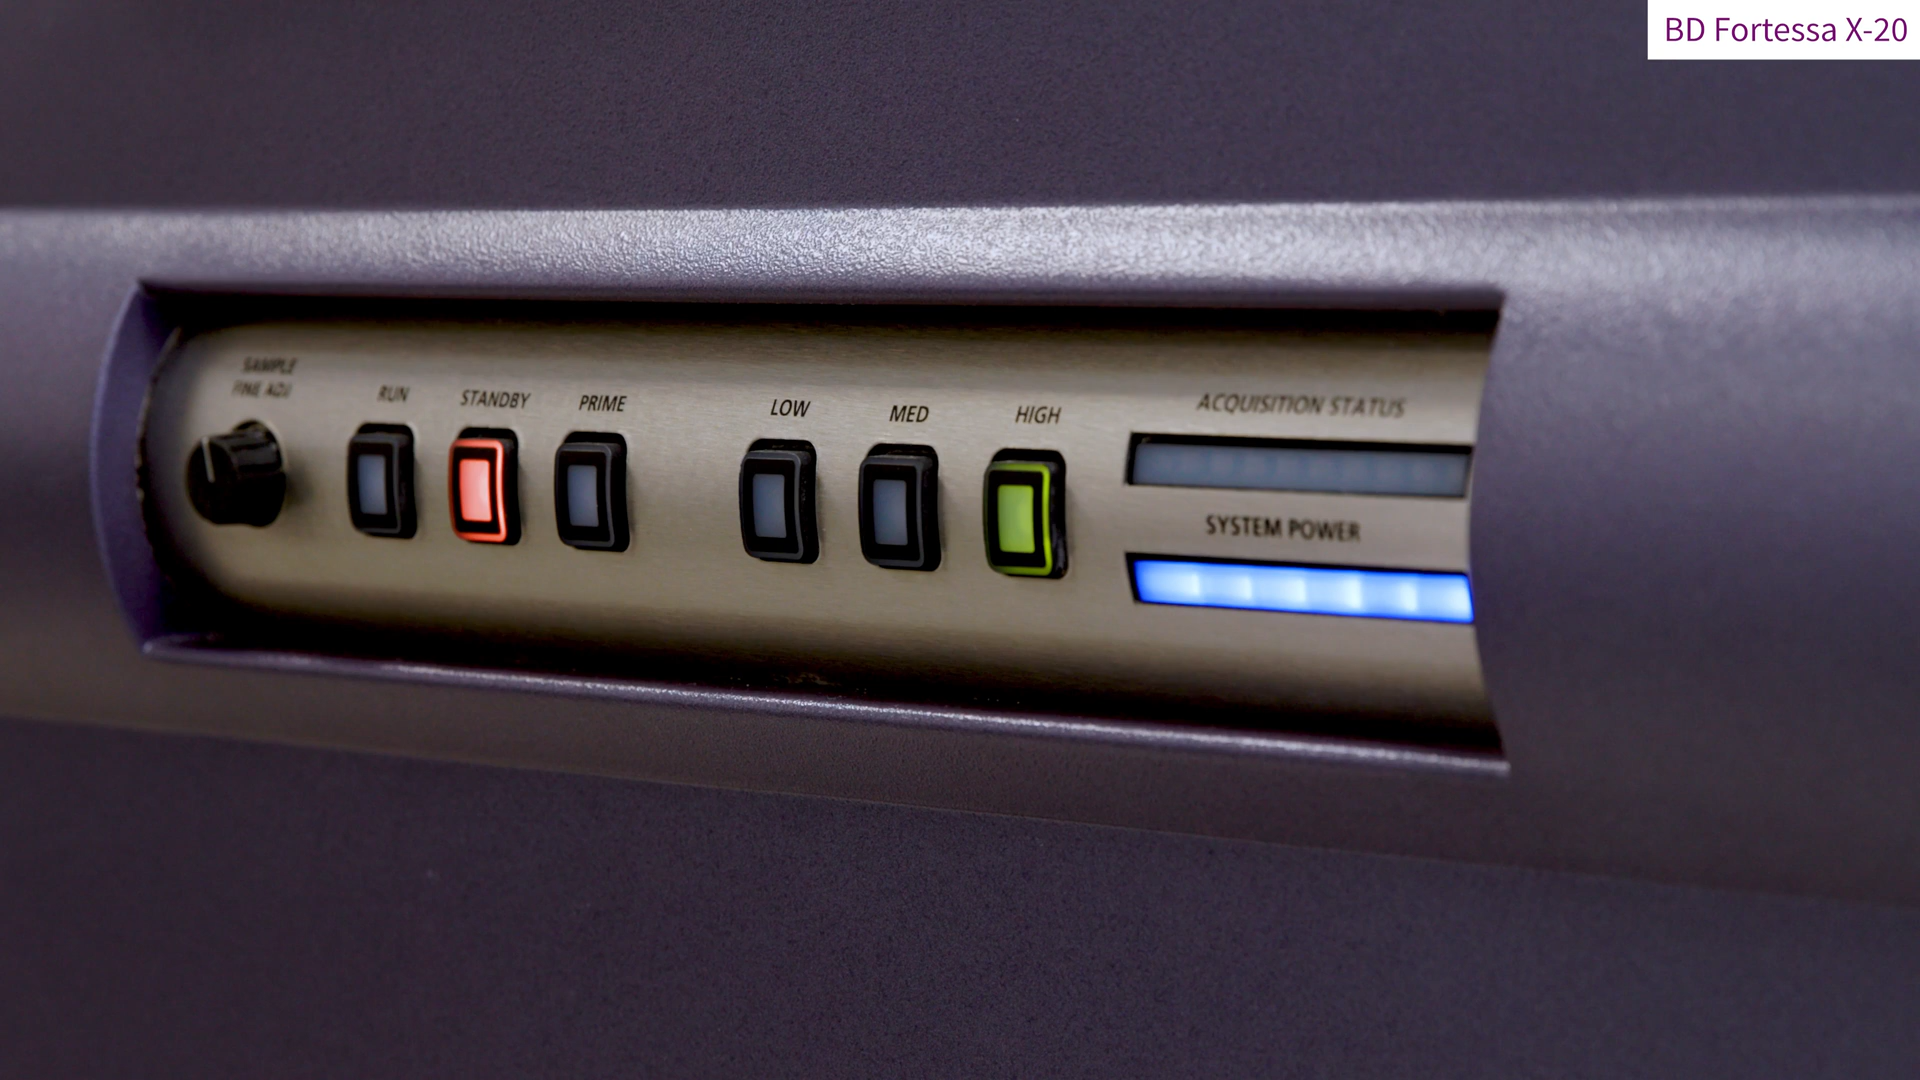 BD Fortessa X-20
SAMPLE
FINE ADJ
RUN
STANDBY
PRIME
LOW
MED
HIGH
ACQUISITION STATUS
SYSTEM POWER